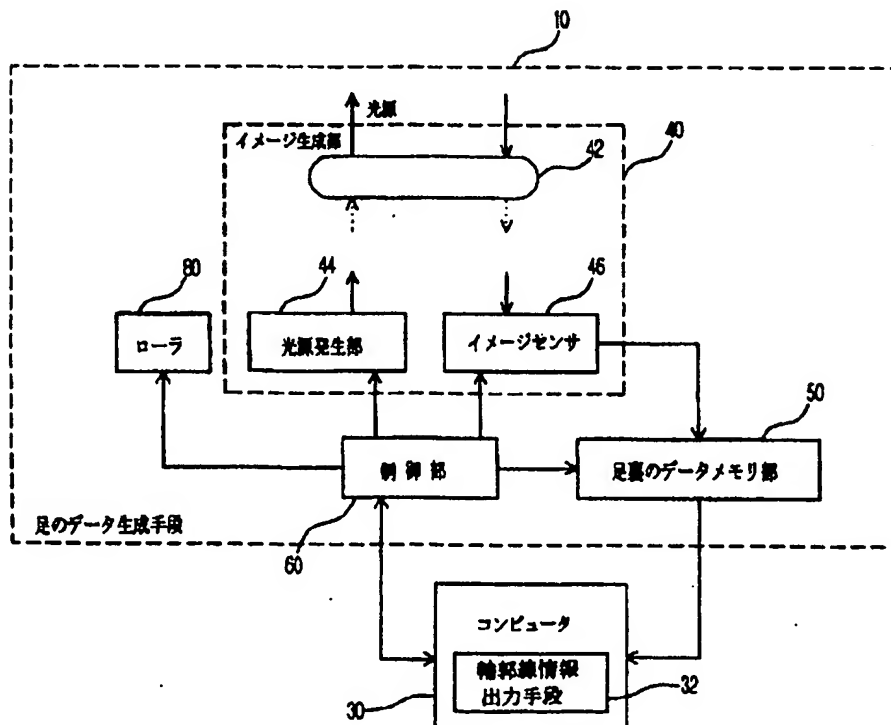 10
光源
イメージ生成部
42
40
44
46
80
ローラ
光源発生部
イメージセンサ
50
制御部
足裏のデータメモリ部
足のデータ生成手段
60
コンピュータ
輪郭線情報
出力手段
30
32